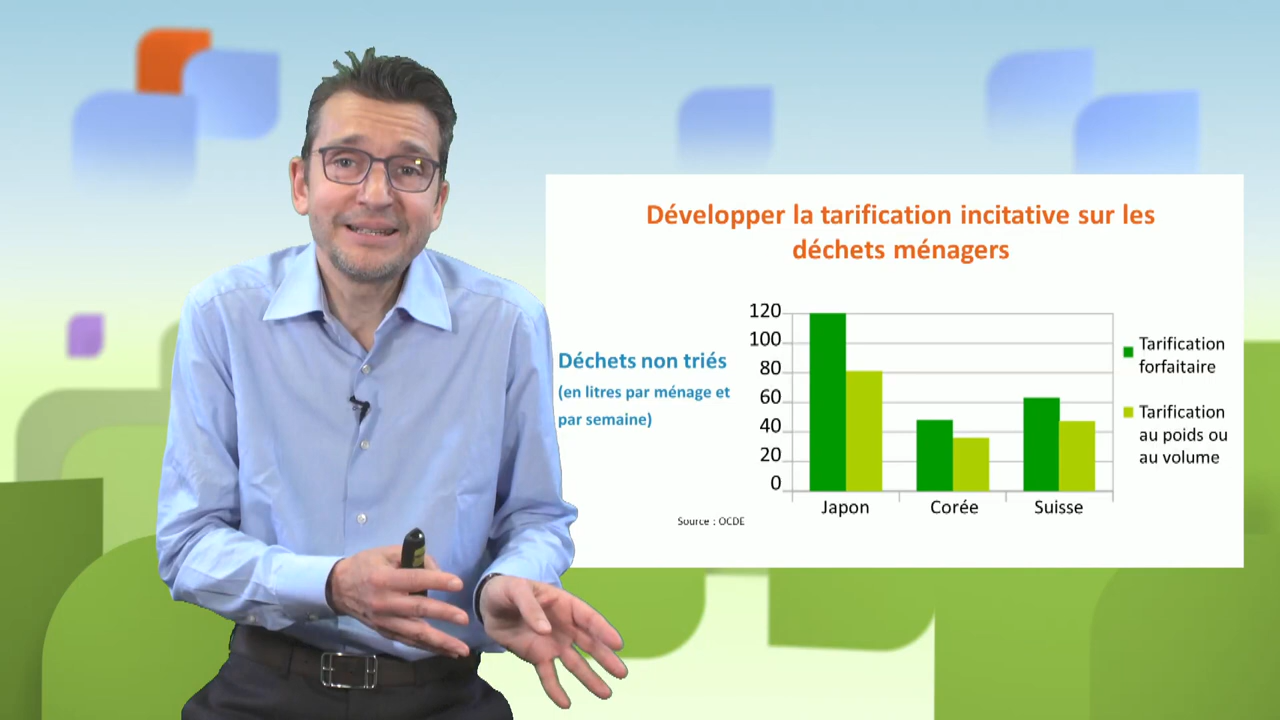 Développer la tarification incitative sur les
déchets ménagers
Déchets non triés
(en litres par ménage et
par semaine)
120
100
80
60
40
20
0
Japon
Corée
Suisse
Tarification
forfaitaire
Tarification
au poids ou
au volume
Source : OCDE